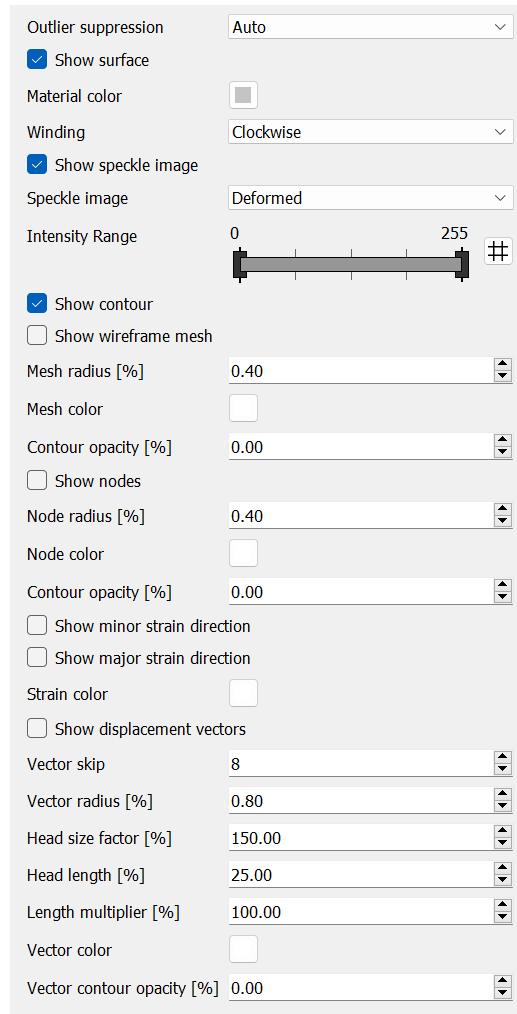 Outlier suppression Auto
Show surface
Material color
Winding Clockwise
Show speckle image
Speckle image Deformed
0 255
Intensity Range
Show contour
Show wireframe mesh
Mesh radius [%] 0.40
Mesh color
Contour opacity [%] 0.00
Show nodes
Node radius [%] 0.40
Node color
Contour opacity [%] 0.00
Show minor strain direction
Show major strain direction
Strain color
Show displacement vectors
Vector skip 8
Vector radius [%] 0.80
Head size factor [%] 150.00
Head length [%] 25.00
Length multiplier [%] 100.00
Vector color
Vector contour opacity [%] 0.00